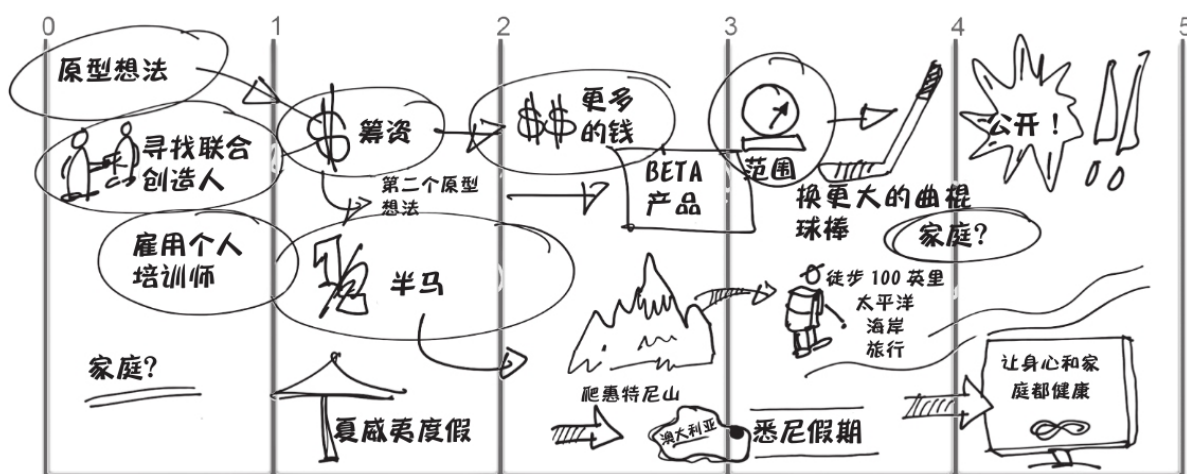 0 1 2 3 4 5
原型想法
寻找联合
创造人
$ 筹资
$$ 更多
的钱
范围
公开！
!!
第二个原型
想法
BETA
产品
换更大的曲棍
球棒
家庭?
雇用个人
培训师
1/2 半马
徒步 100 英里
太平洋
海岸
旅行
家庭?
爬惠特尼山
夏威夷度假
澳大利亚
悉尼假期
让身心和家
庭都健康